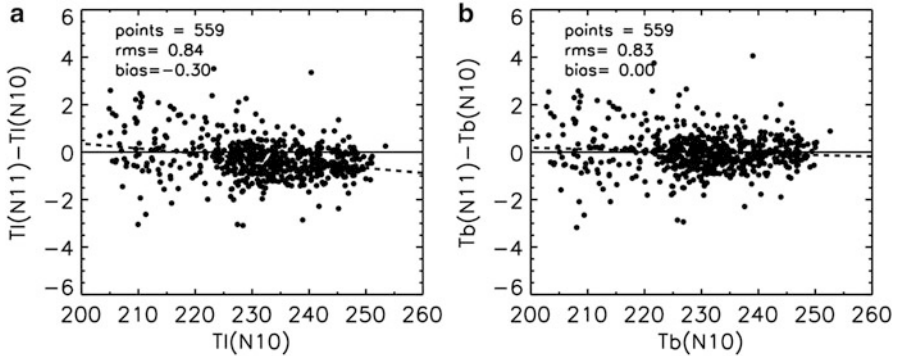 a
6
4
2
0
-2
-4
-6
Tl(N11)-Tl(N10)
points = 559
rms= 0.84
bias=-0.30
200 210 220 230 240 250 260
Tl(N10)
b
6
4
2
0
-2
-4
-6
Tb(N11)-Tb(N10)
points = 559
rms= 0.83
bias= 0.00
200 210 220 230 240 250 260
Tb(N10)